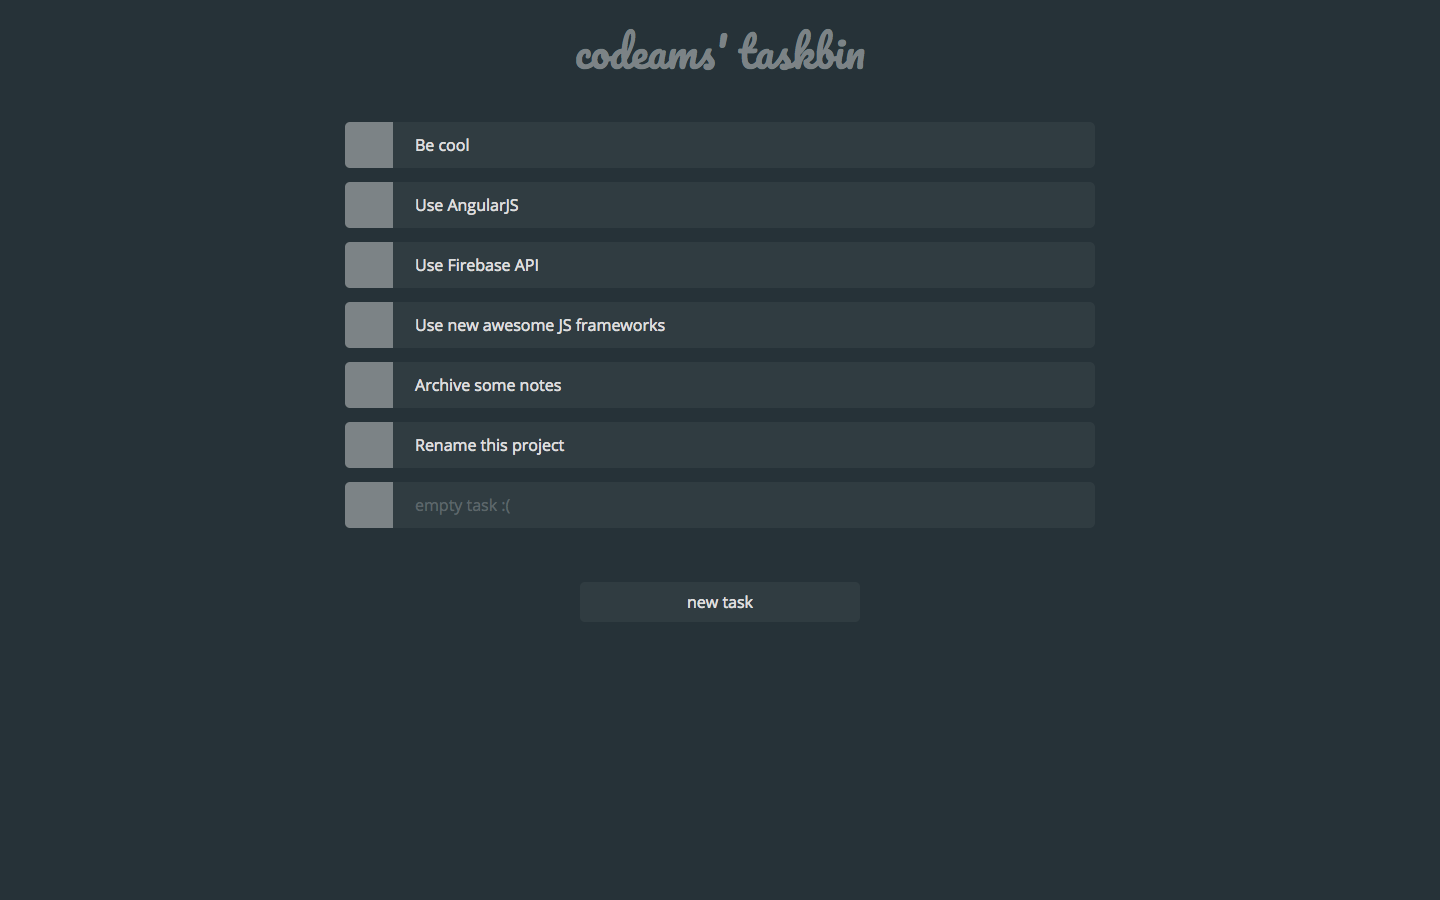 codeams' taskbin
Be cool
Use AngularJS
Use Firebase API
Use new awesome JS frameworks
Archive some notes
Rename this project
empty task :(
new task